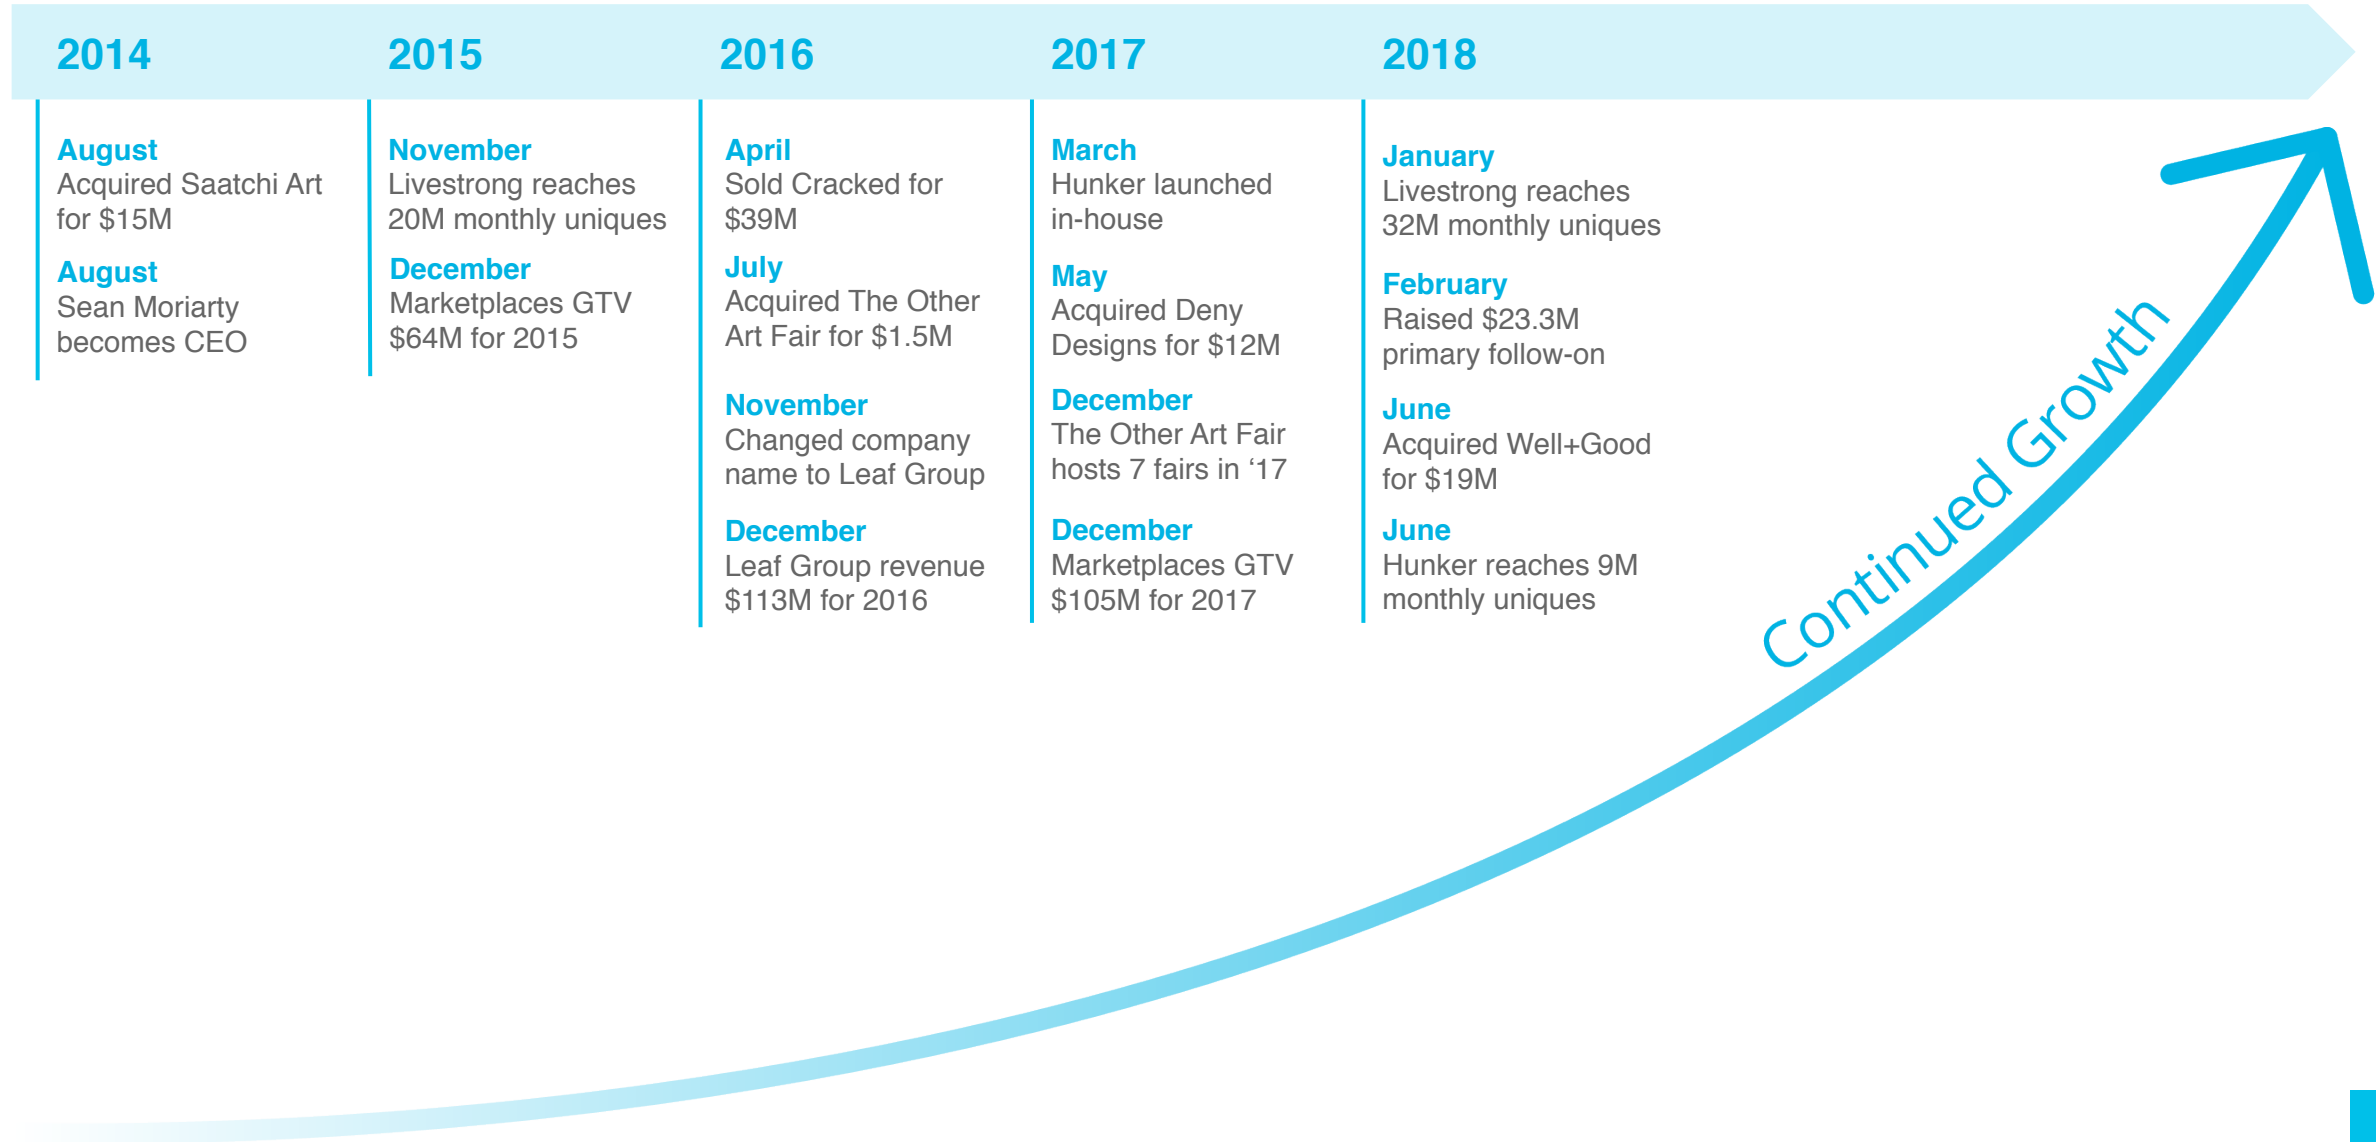 2014
August
Acquired Saatchi Art
for $15M
August
Sean Moriarty
becomes CEO
2015
November
Livestrong reaches
20M monthly uniques
December
Marketplaces GTV
$64M for 2015
2016
April
Sold Cracked for
$39M
July
Acquired The Other
Art Fair for $1.5M
November
Changed company
name to Leaf Group
December
Leaf Group revenue
$113M for 2016
2017
March
Hunker launched
in-house
May
Acquired Deny
Designs for $12M
December
The Other Art Fair
hosts 7 fairs in ‘17
December
Marketplaces GTV
$105M for 2017
2018
January
Livestrong reaches
32M monthly uniques
February
Raised $23.3M
primary follow-on
June
Acquired Well+Good
for $19M
June
Hunker reaches 9M
monthly uniques
Continued Growth